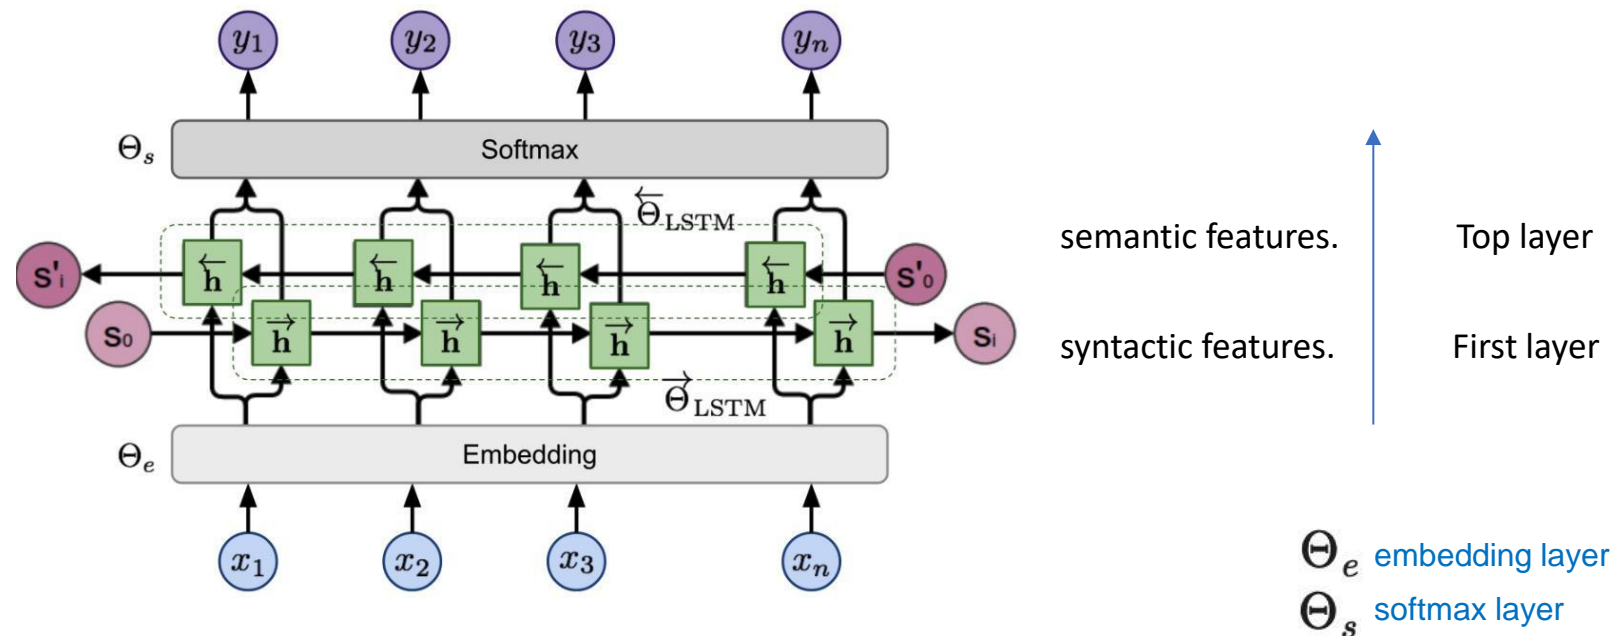 y₁ y₂ y₃ yₙ
Θₛ Softmax
←Θ LSTM
semantic features. Top layer
S'ᵢ ←h ←h ←h ←h S'₀
S₀ →h →h →h →h Sᵢ
syntactic features. First layer
→Θ LSTM
Θₑ Embedding
x₁ x₂ x₃ xₙ
Θₑ embedding layer
Θₛ softmax layer